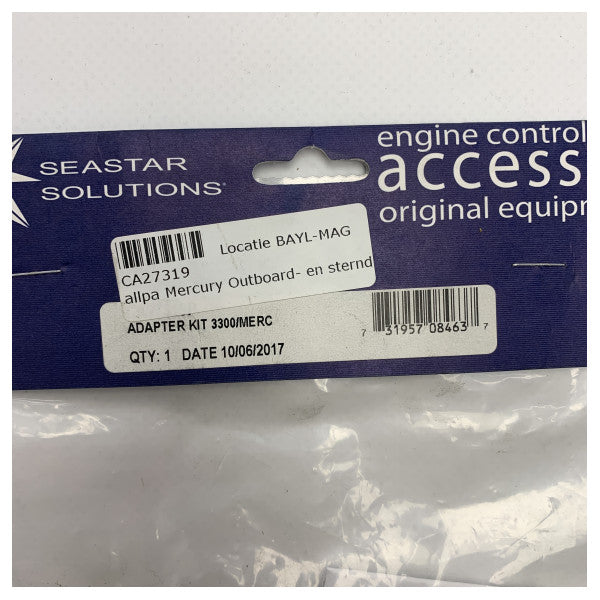 SEASTAR
SOLUTIONS
engine control
access
original equipr
Locatie BAYL-MAG
CA27319
allpa Mercury Outboard- en sternd
ADAPTER KIT 3300/MERC
QTY: 1 DATE 10/06/2017
7 31957 08463 7